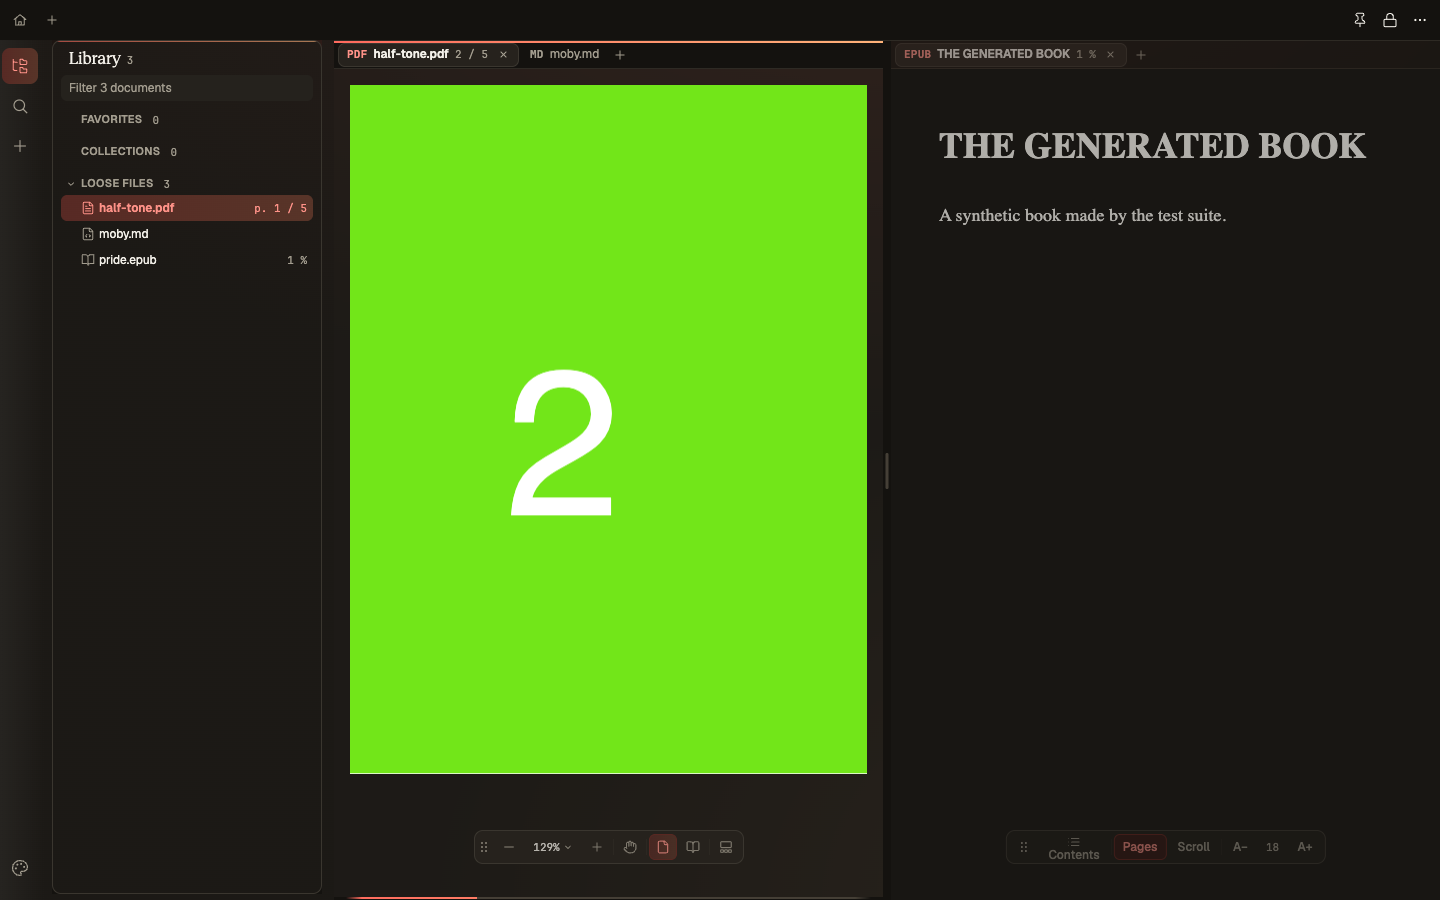 Library 3
Filter 3 documents
FAVORITES 0
COLLECTIONS 0
LOOSE FILES 3
half-tone.pdf p. 1 / 5
moby.md
pride.epub 1 %
PDF half-tone.pdf 2 / 5 × MD moby.md
2
129%
EPUB THE GENERATED BOOK 1 % ×
THE GENERATED BOOK
A synthetic book made by the test suite.
Contents Pages Scroll A− 18 A+